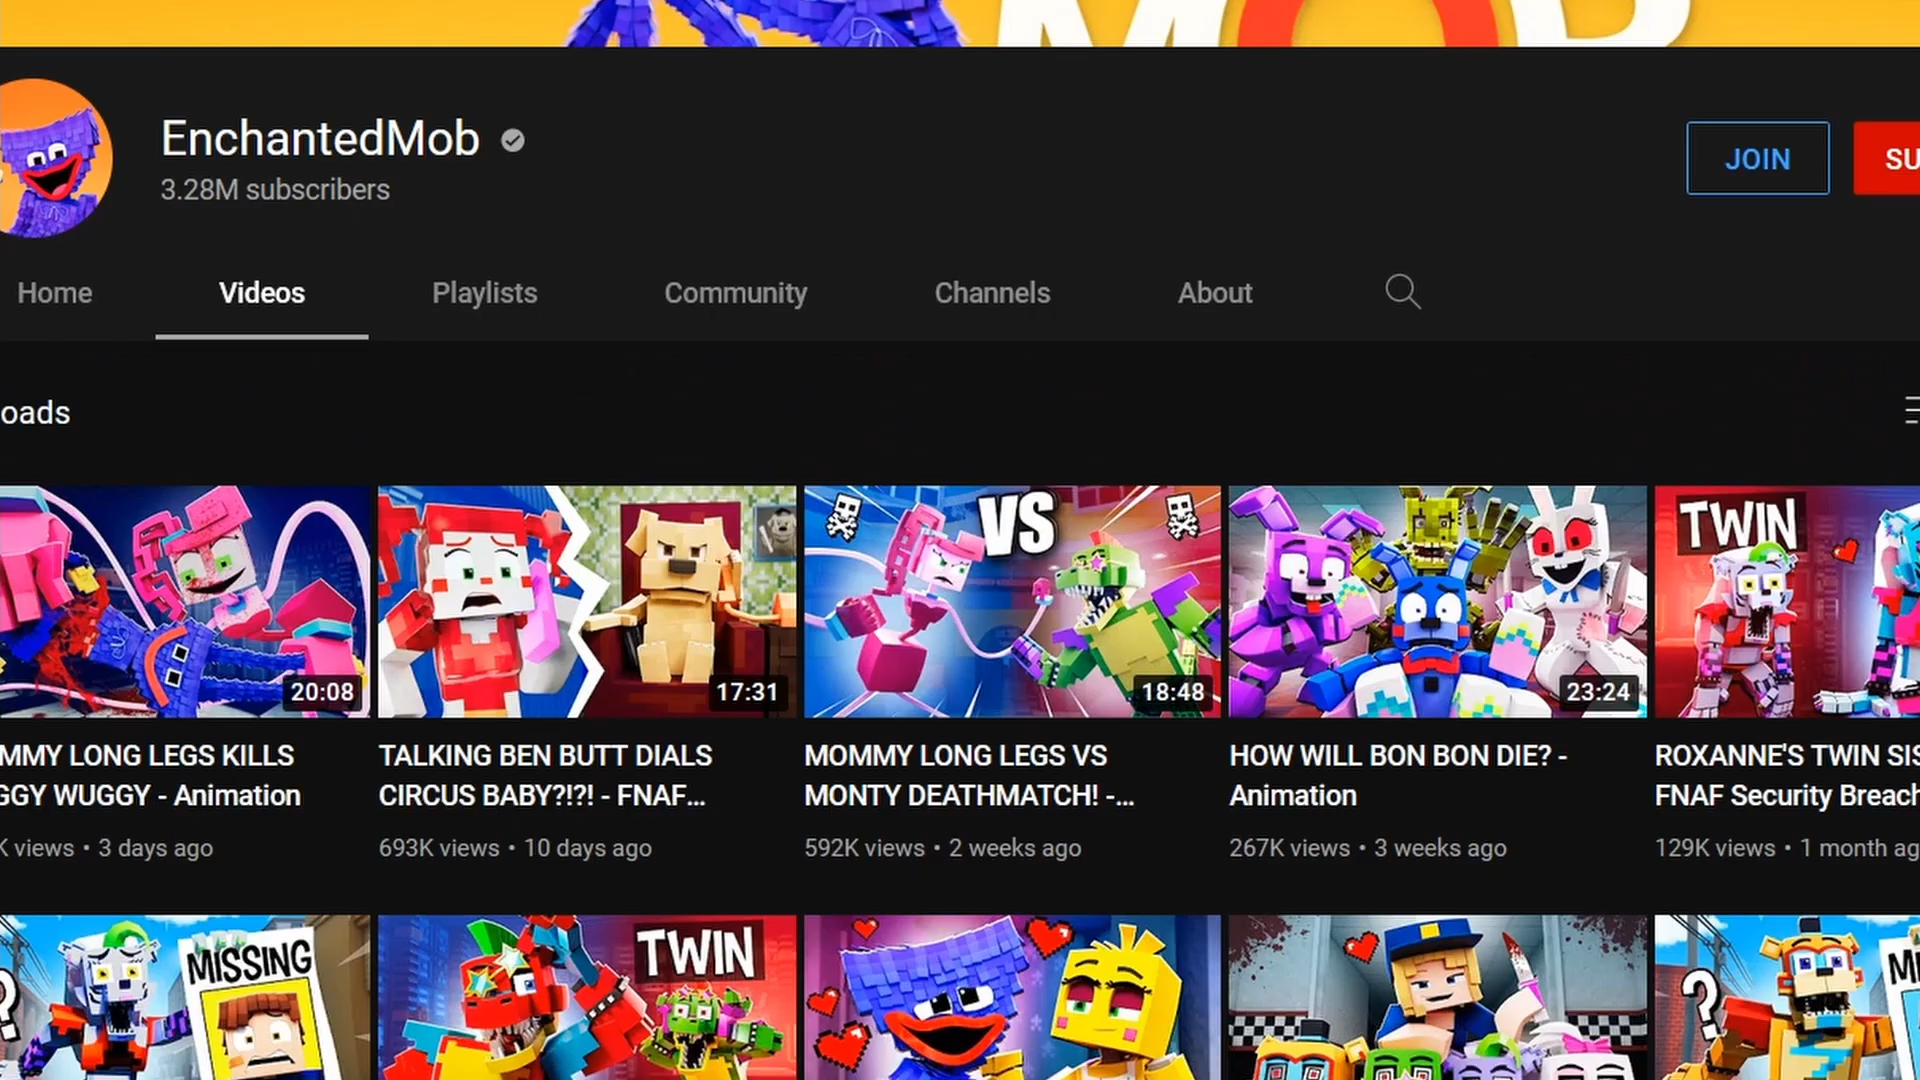 MOB
EnchantedMob
3.28M subscribers
JOIN
SU
Home
Videos
Playlists
Community
Channels
About
oads
20:08
17:31
VS
18:48
23:24
TWIN
MMY LONG LEGS KILLS
GGY WUGGY - Animation
K views • 3 days ago
TALKING BEN BUTT DIALS
CIRCUS BABY?!?! - FNAF...
693K views • 10 days ago
MOMMY LONG LEGS VS
MONTY DEATHMATCH! -...
592K views • 2 weeks ago
HOW WILL BON BON DIE? -
Animation
267K views • 3 weeks ago
ROXANNE'S TWIN SIS
FNAF Security Breach
129K views • 1 month ag
?
MISSING
TWIN
?
MI